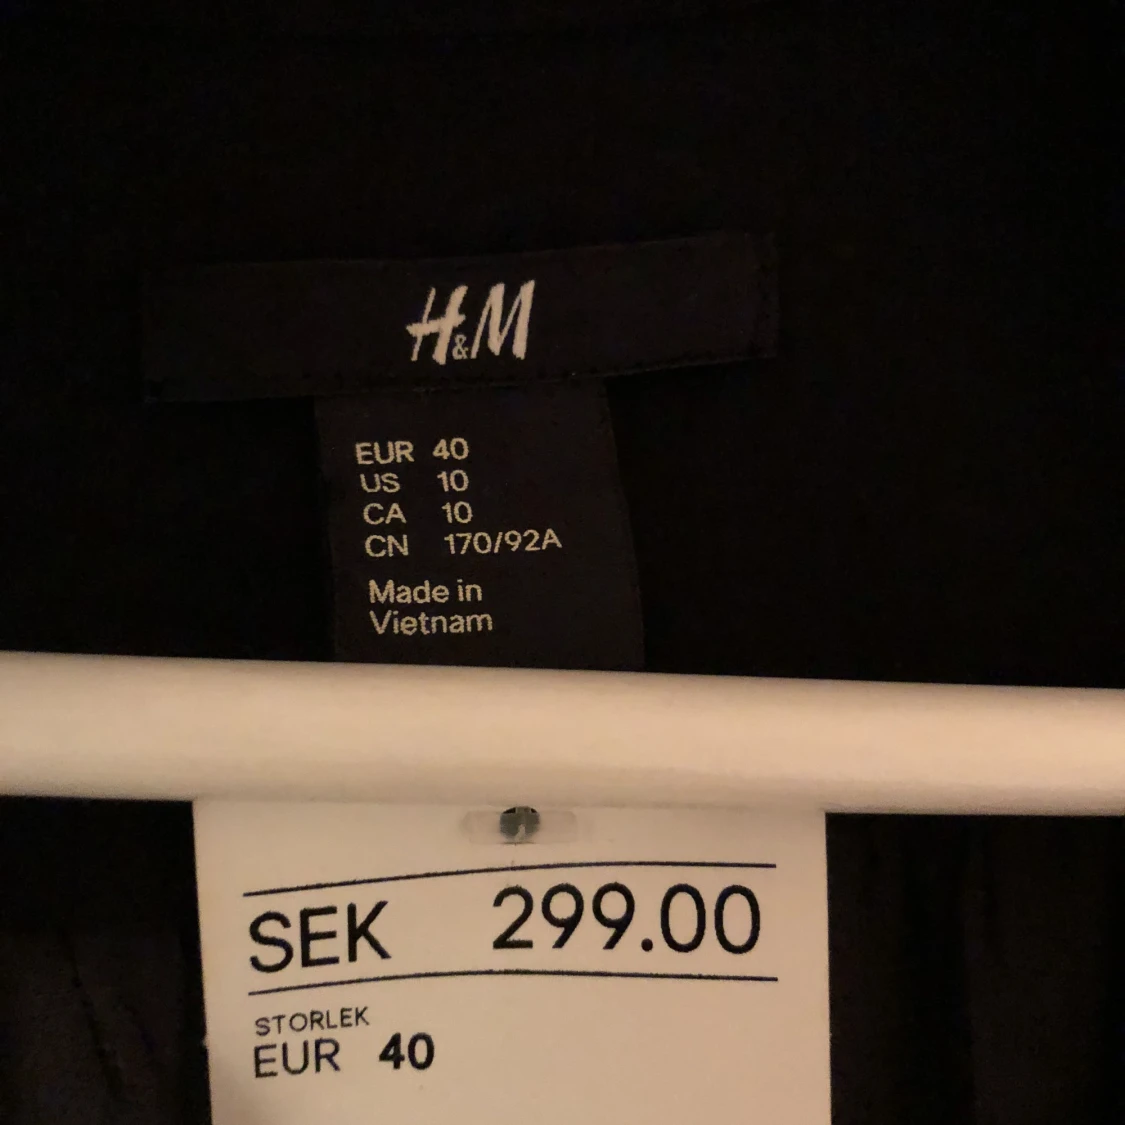 H&M
EUR 40
US 10
CA 10
CN 170/92A
Made in
Vietnam
SEK 299.00
STORLEK
EUR 40